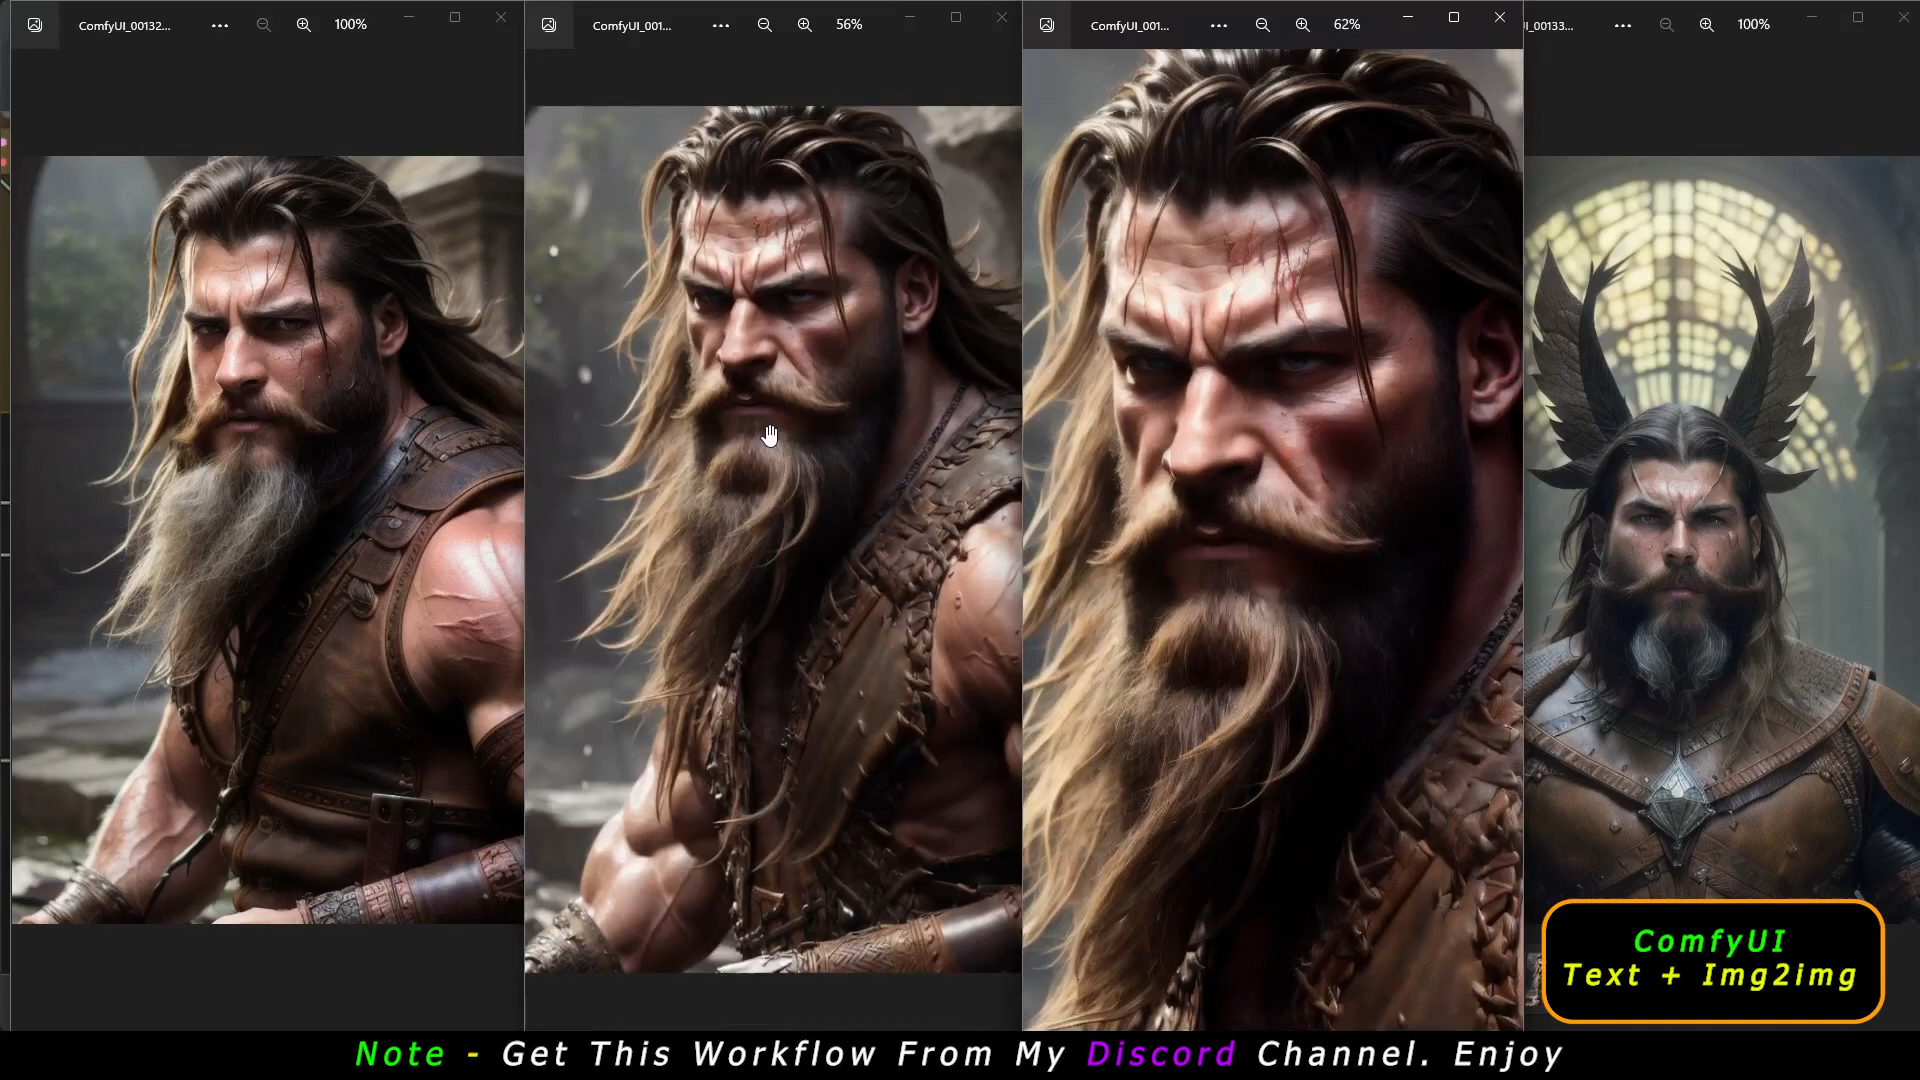 ComfyUI_00132... ... 100%
ComfyUI_001... ... 56%
ComfyUI_001... ... 62%
I_00133... ... 100%
ComfyUI
Text + Img2img
Note - Get This Workflow From My Discord Channel. Enjoy